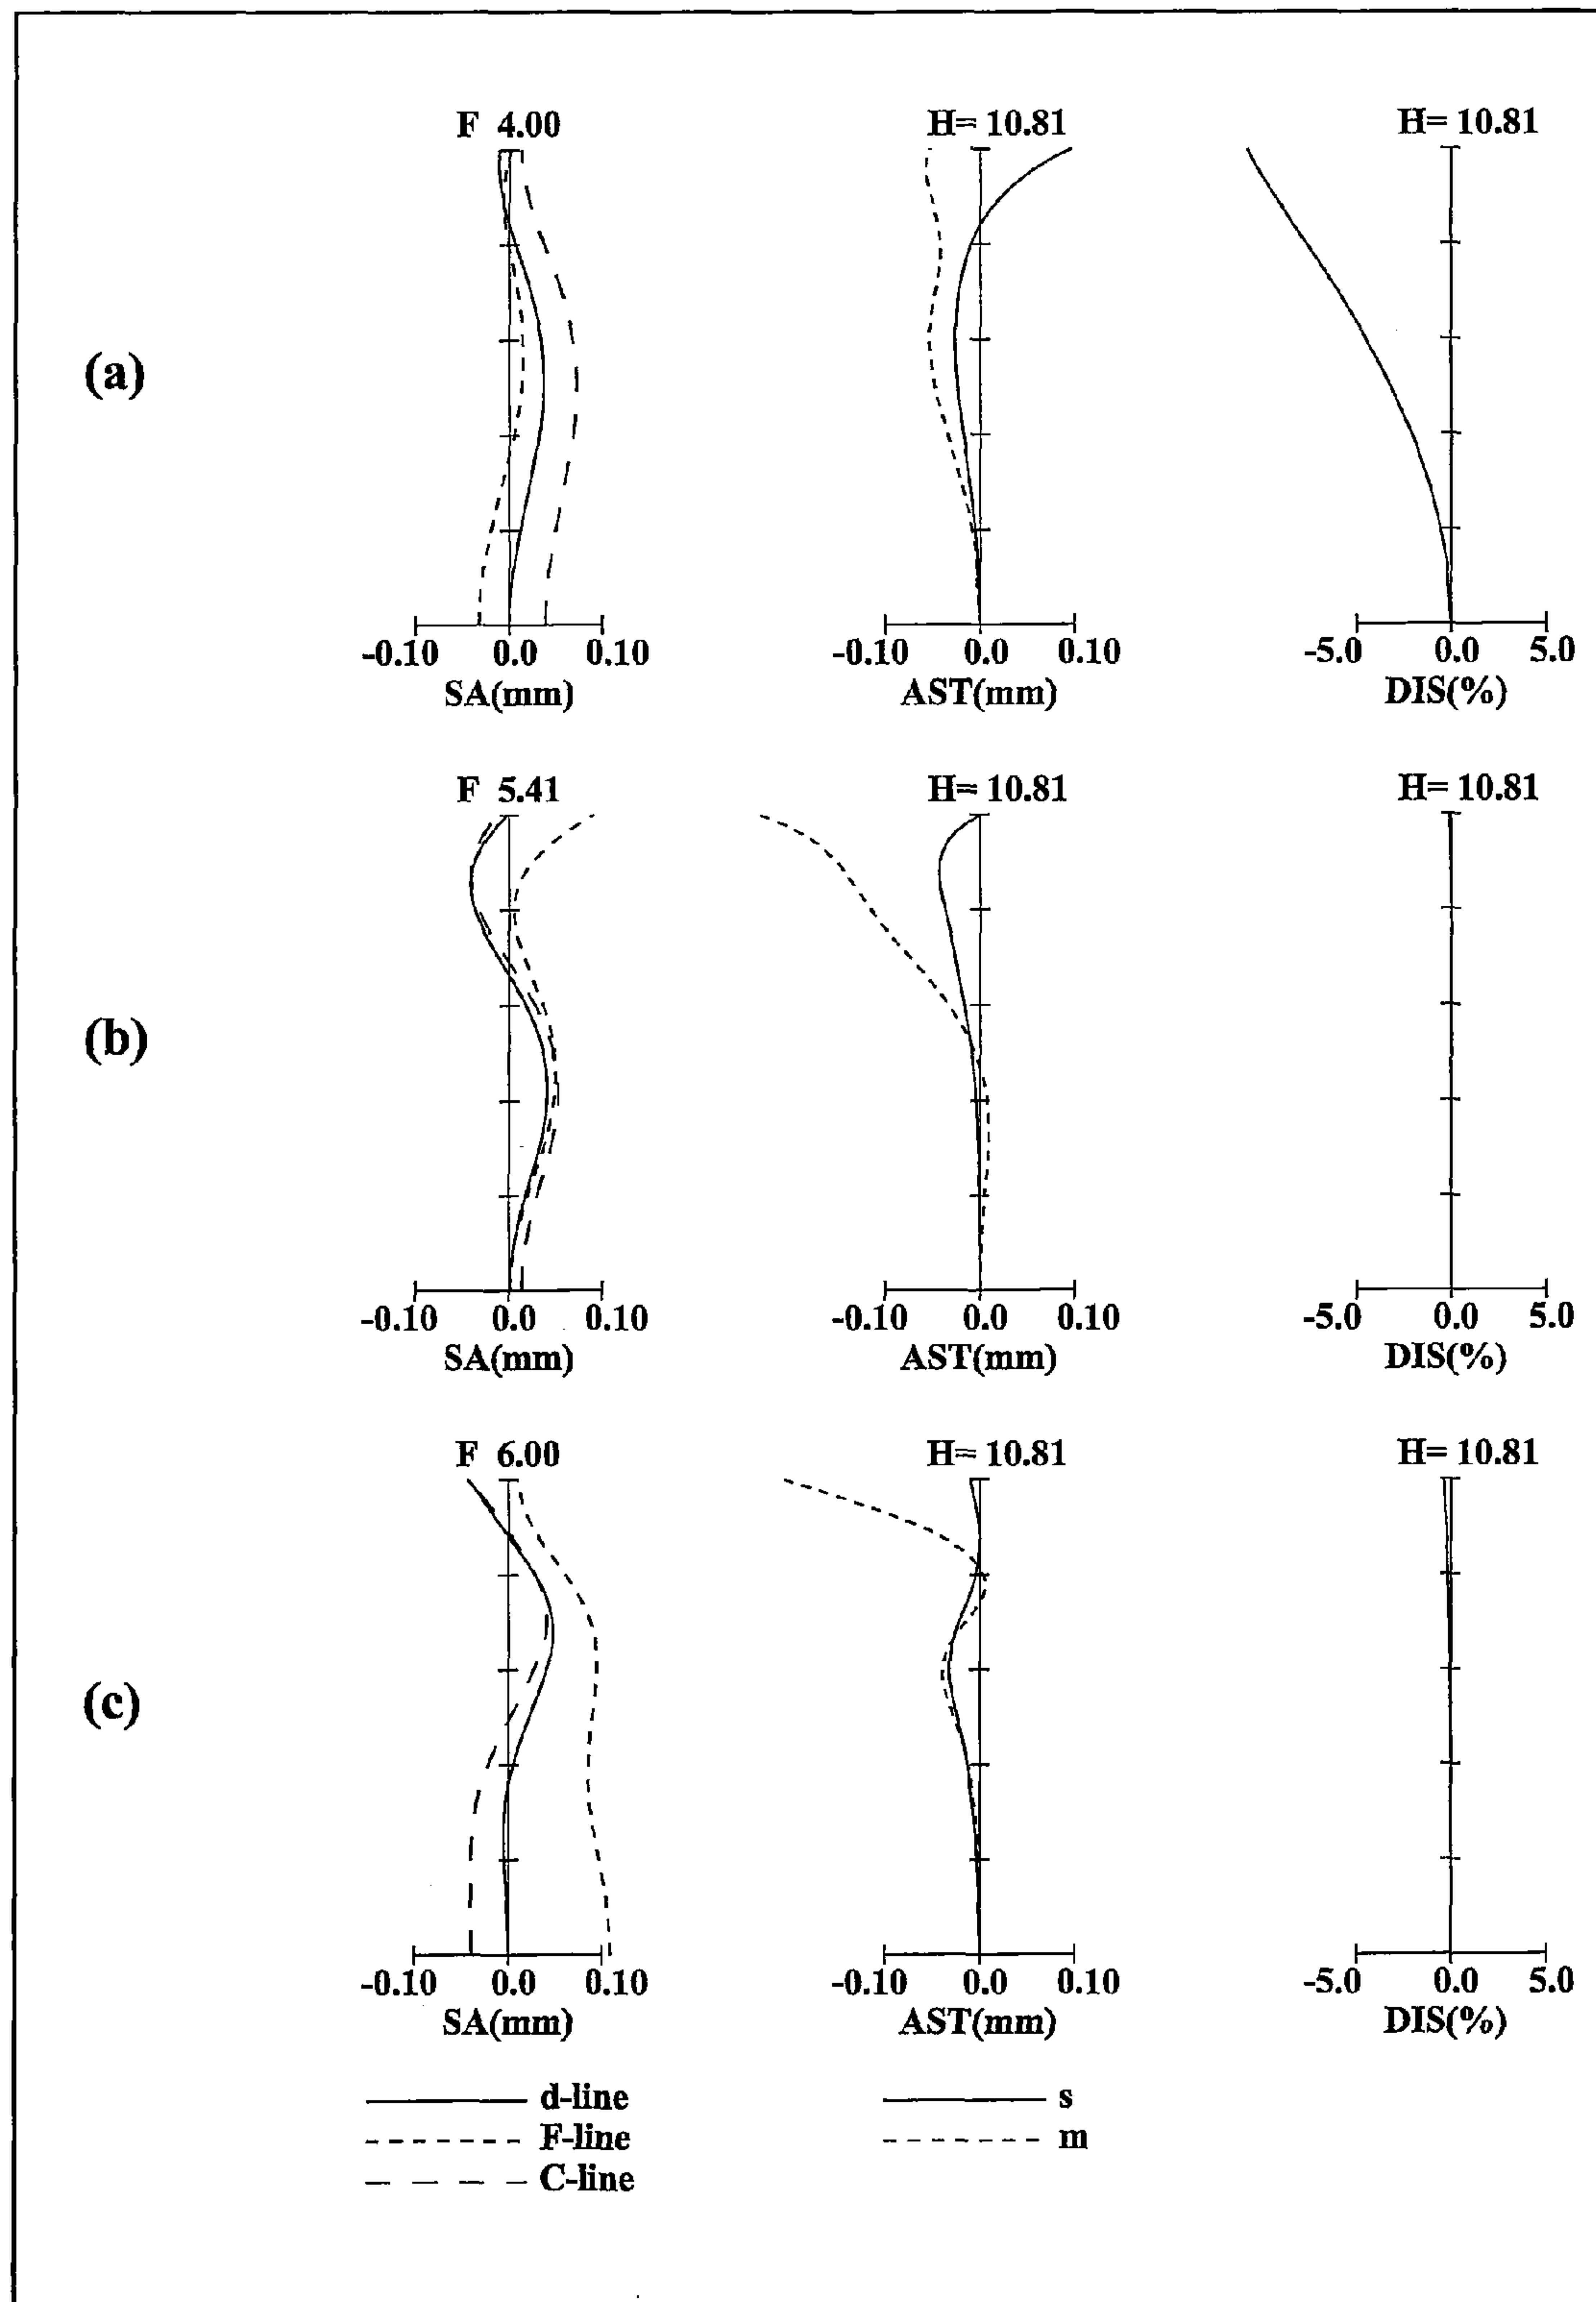 F 4.00 H= 10.81 H= 10.81
(a)
-0.10 0.0 0.10 -0.10 0.0 0.10 -5.0 0.0 5.0
SA(mm) AST(mm) DIS(%)
F 5.41 H= 10.81 H= 10.81
(b)
-0.10 0.0 0.10 -0.10 0.0 0.10 -5.0 0.0 5.0
SA(mm) AST(mm) DIS(%)
F 6.00 H= 10.81 H= 10.81
(c)
-0.10 0.0 0.10 -0.10 0.0 0.10 -5.0 0.0 5.0
SA(mm) AST(mm) DIS(%)
d-line s
F-line m
C-line